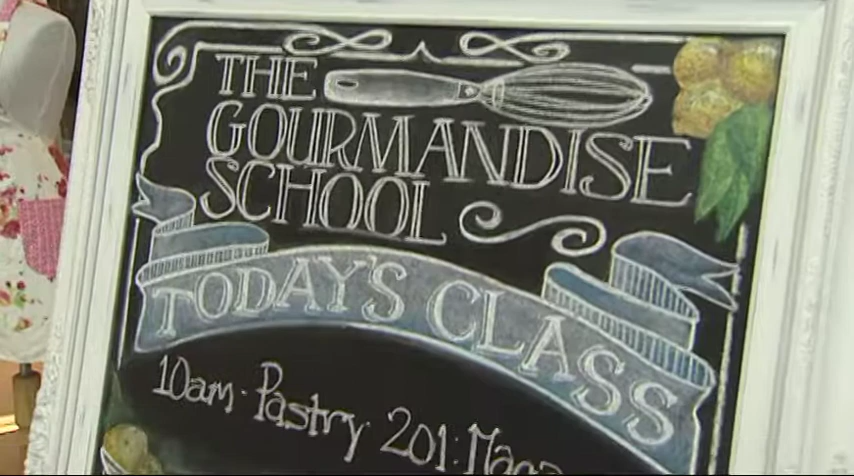 THE
GOURMANDISE
SCHOOL
TODAY'S CLASS
10am. Pastry 201: